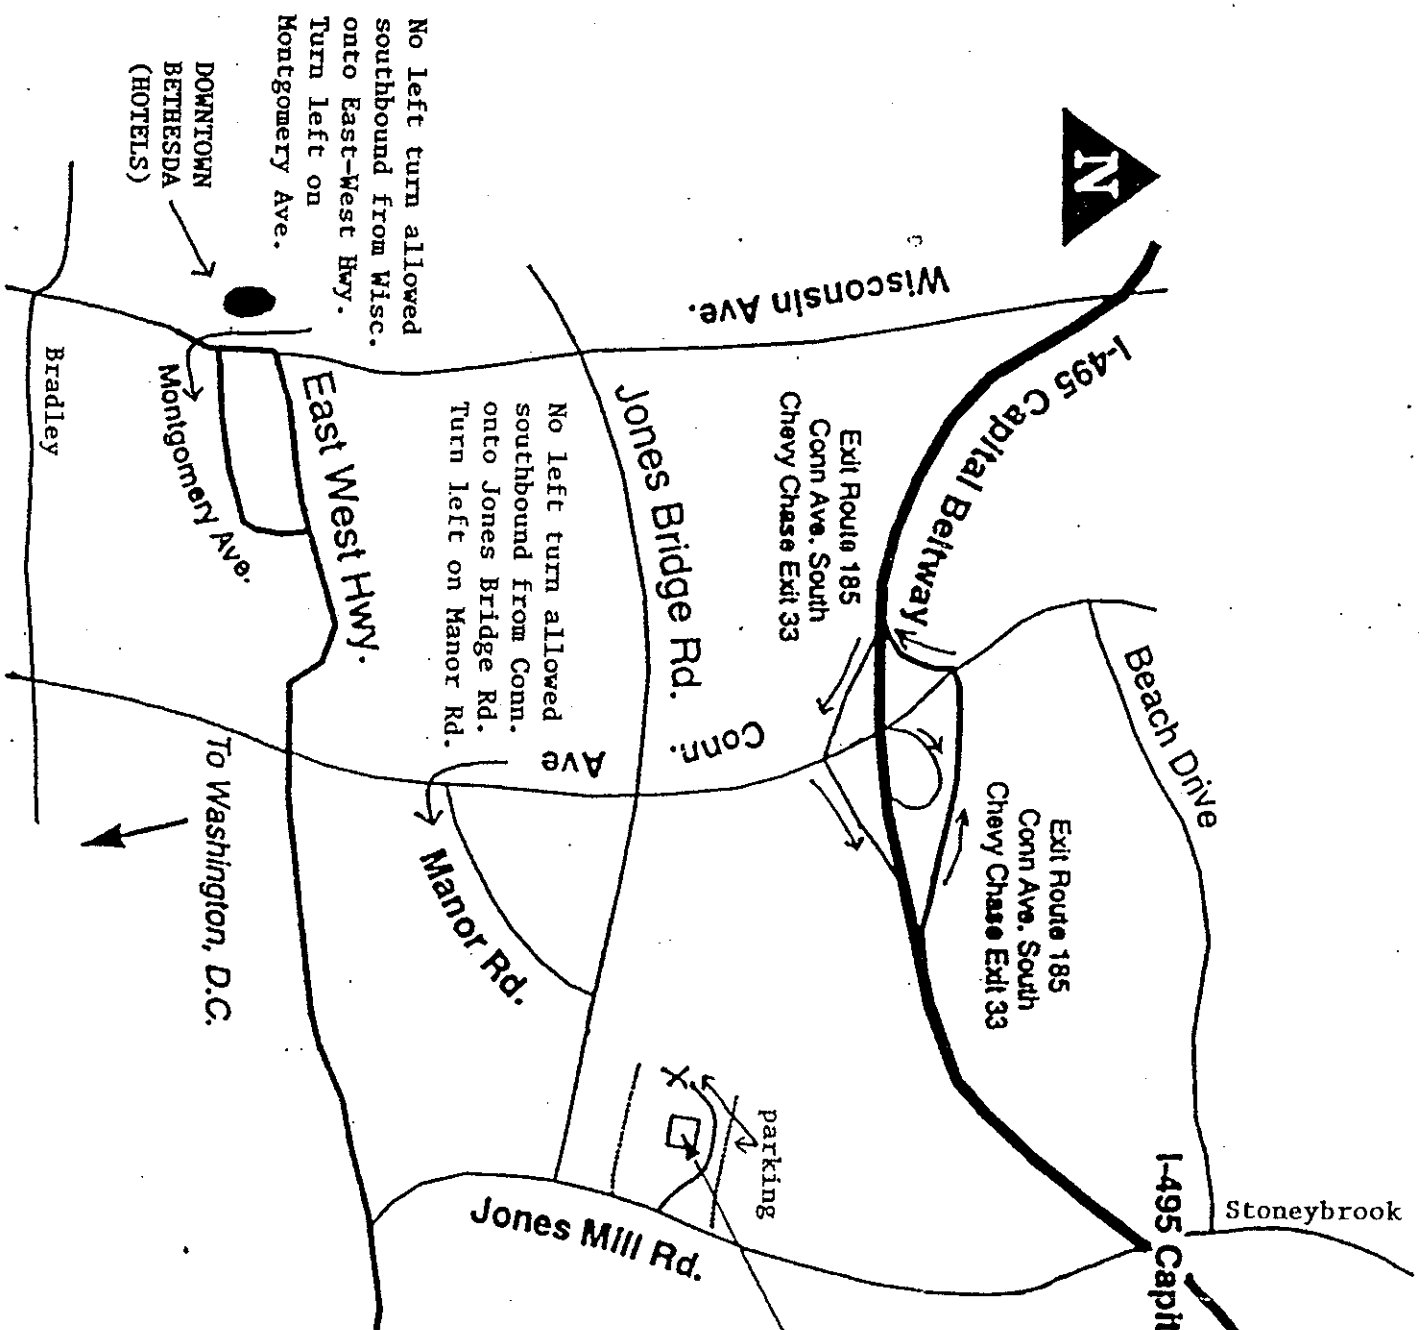 No left turn allowed
southbound from Wisc.
onto East-West Hwy.
Turn left on
Montgomery Ave.
DOWNTOWN
BETHESDA
(HOTELS)
N
Wisconsin Ave.
I-495 Capital Beltway
Bradley
Montgomery Ave.
East West Hwy.
No left turn allowed
southbound from Conn.
onto Jones Bridge Rd.
Turn left on Manor Rd.
Jones Bridge Rd.
Exit Route 185
Conn Ave. South
Chevy Chase Exit 33
Beach Drive
Conn.
Ave
Exit Route 185
Conn Ave. South
Chevy Chase Exit 33
To Washington, D.C.
Manor Rd.
X
parking
Jones Mill Rd.
Stoneybrook
I-495 Capit